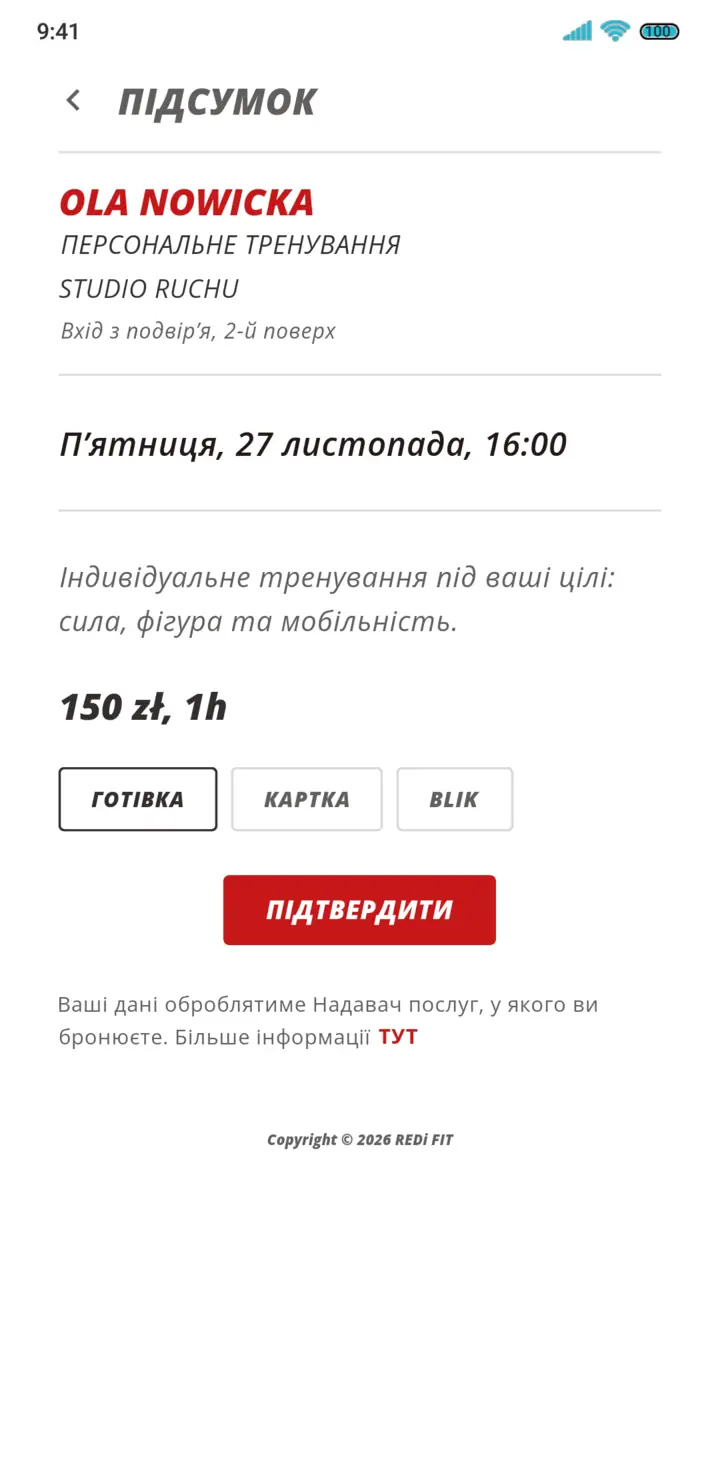 9:41
100
ПІДСУМОК
OLA NOWICKA
ПЕРСОНАЛЬНЕ ТРЕНУВАННЯ
STUDIO RUCHU
Вхід з подвір’я, 2-й поверх
П’ятниця, 27 листопада, 16:00
Індивідуальне тренування під ваші цілі:
сила, фігура та мобільність.
150 zł, 1h
ГОТІВКА
КАРТКА
BLIK
ПІДТВЕРДИТИ
Ваші дані оброблятиме Надавач послуг, у якого ви
бронюєте. Більше інформації ТУТ
Copyright © 2026 REDi FIT